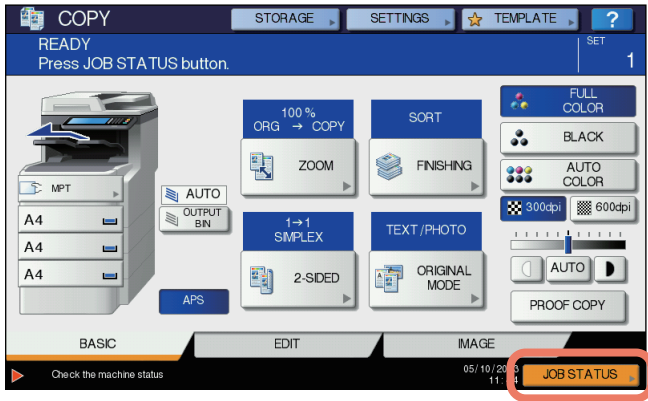 COPY
STORAGE
SETTINGS
TEMPLATE
?
READY
Press JOB STATUS button.
SET
1
100 %
ORG → COPY
ZOOM
SORT
FINISHING
FULL
COLOR
BLACK
AUTO
COLOR
300dpi
600dpi
MPT
A4
A4
A4
AUTO
OUTPUT
BIN
APS
1→1
SIMPLEX
2-SIDED
TEXT/PHOTO
ORIGINAL
MODE
AUTO
PROOF COPY
BASIC
EDIT
IMAGE
Check the machine status
JOB STATUS